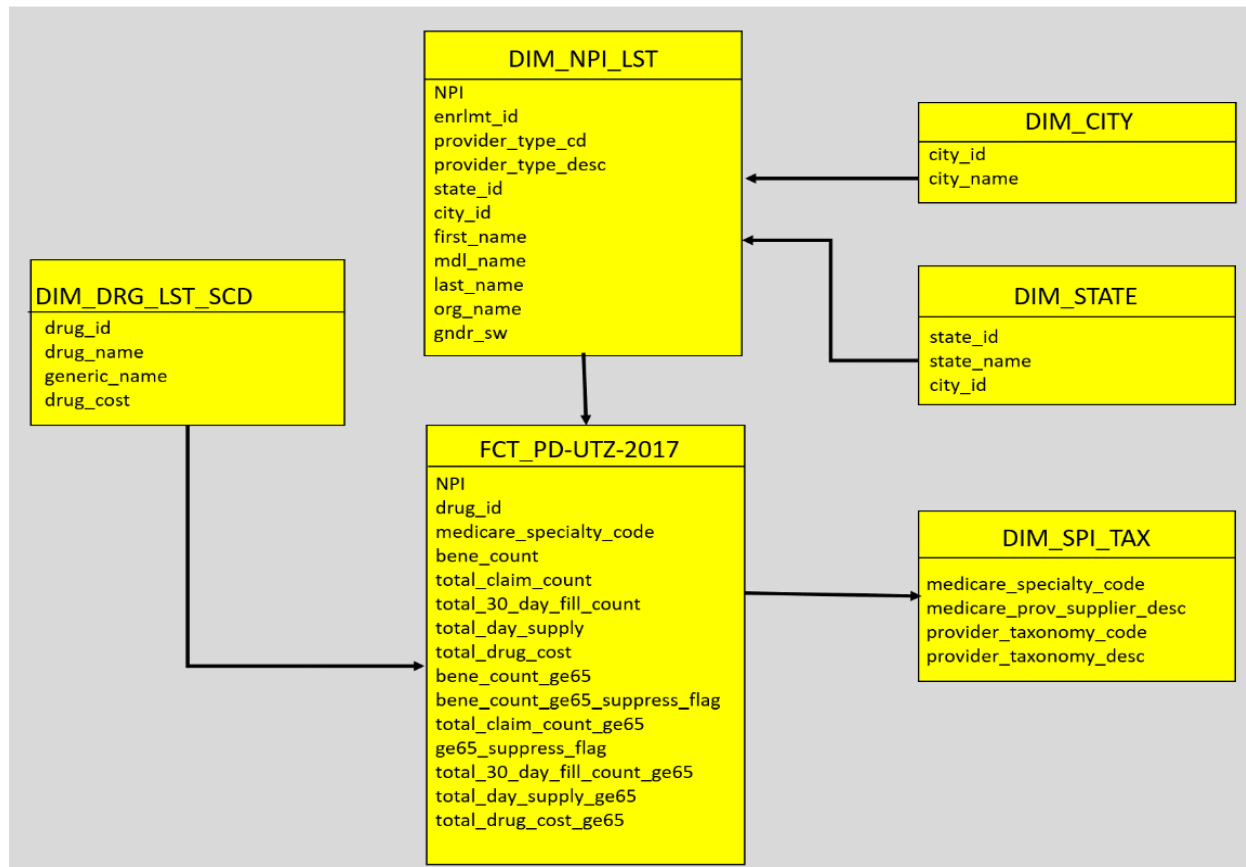 DIM_NPI_LST
NPI
enrlmt_id
provider_type_cd
provider_type_desc
state_id
city_id
first_name
mdl_name
last_name
org_name
gndr_sw
DIM_CITY
city_id
city_name
DIM_DRG_LST_SCD
drug_id
drug_name
generic_name
drug_cost
DIM_STATE
state_id
state_name
city_id
FCT_PD-UTZ-2017
NPI
drug_id
medicare_specialty_code
bene_count
total_claim_count
total_30_day_fill_count
total_day_supply
total_drug_cost
bene_count_ge65
bene_count_ge65_suppress_flag
total_claim_count_ge65
ge65_suppress_flag
total_30_day_fill_count_ge65
total_day_supply_ge65
total_drug_cost_ge65
DIM_SPI_TAX
medicare_specialty_code
medicare_prov_supplier_desc
provider_taxonomy_code
provider_taxonomy_desc